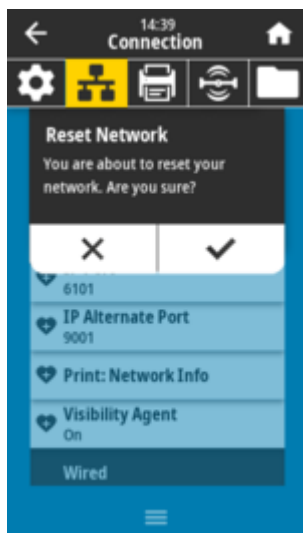 14:39
Connection
Reset Network
You are about to reset your
network. Are you sure?
6101
IP Alternate Port
9001
Print: Network Info
Visibility Agent
On
Wired